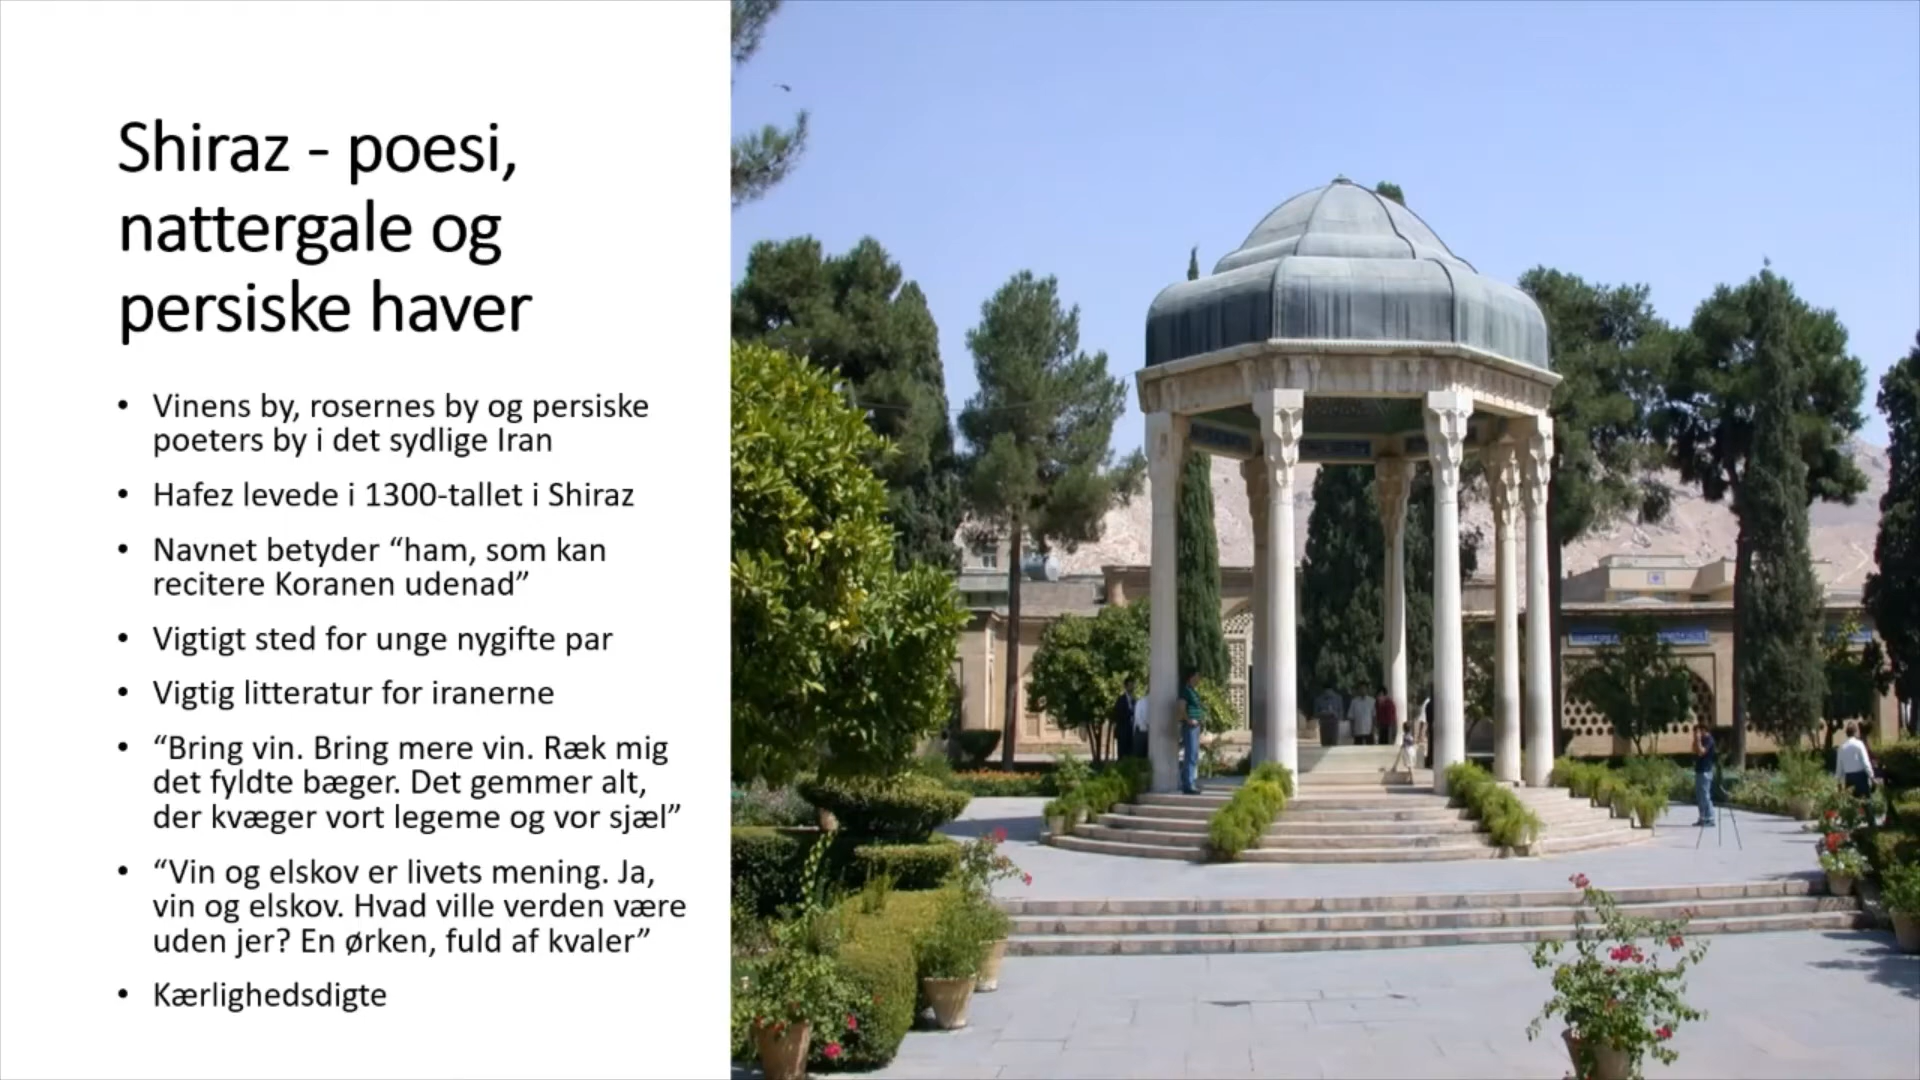 Shiraz - poesi,
nattergale og
persiske haver
• Vinens by, rosernes by og persiske
poeters by i det sydlige Iran
• Hafez levede i 1300-tallet i Shiraz
• Navnet betyder “ham, som kan
recitere Koranen udenad”
• Vigtigt sted for unge nygifte par
• Vigtig litteratur for iranerne
• “Bring vin. Bring mere vin. Ræk mig
det fyldte bæger. Det gemmer alt,
der kvæger vort legeme og vor sjæl”
• “Vin og elskov er livets mening. Ja,
vin og elskov. Hvad ville verden være
uden jer? En ørken, fuld af kvaler”
• Kærlighedsdigte